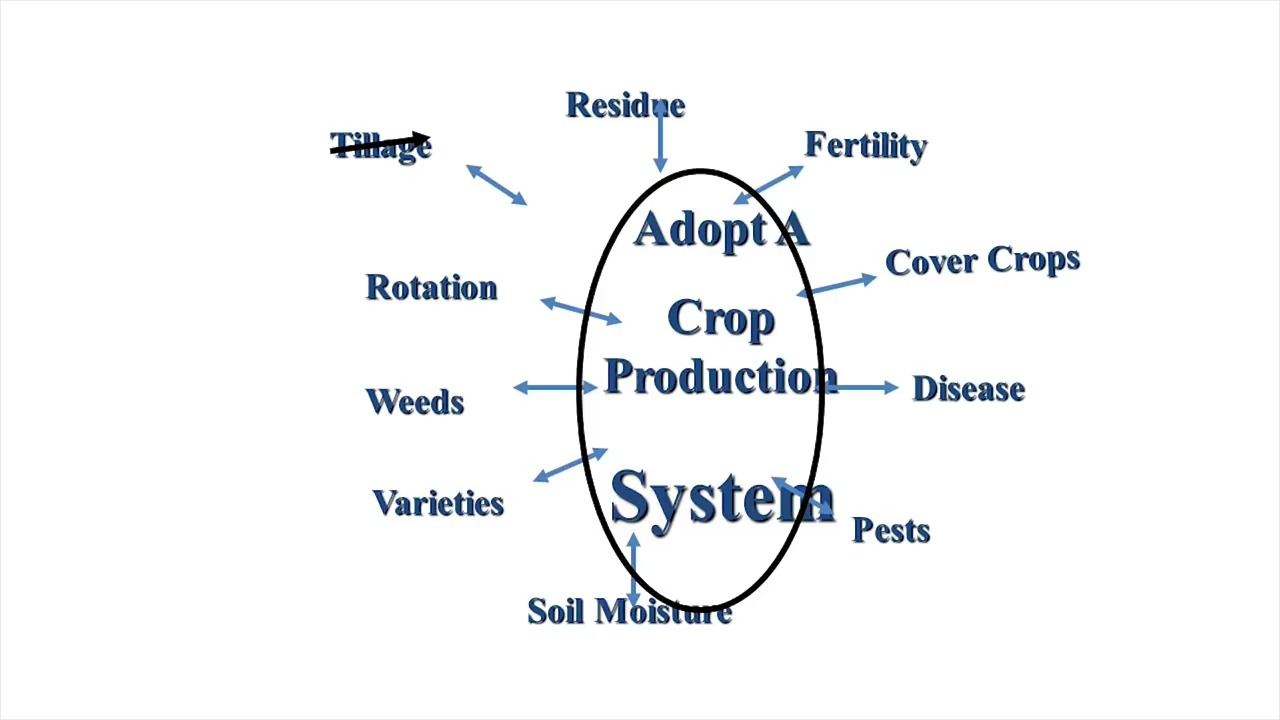 Residue
Tillage
Fertility
Adopt A
Cover Crops
Rotation
Crop
Production
Disease
Weeds
System
Varieties
Pests
Soil Moisture